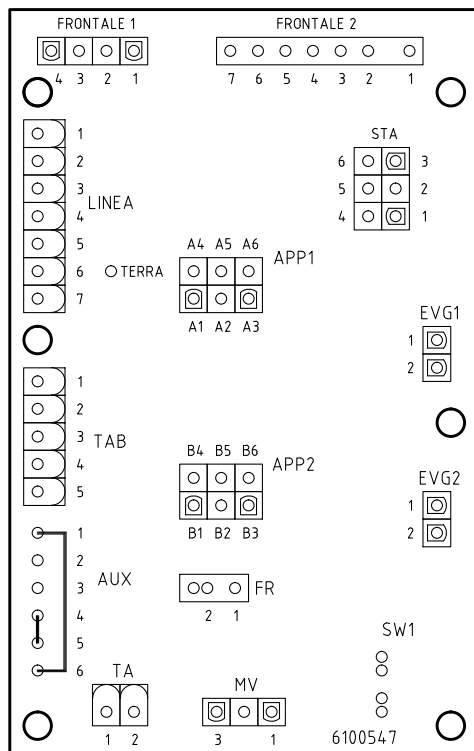 FRONTALE 1
FRONTALE 2
4 3 2 1
7 6 5 4 3 2 1
1
2
3
4
5
6
7
LINEA
TERRA
STA
6 3
5 2
4 1
A4 A5 A6
APP1
A1 A2 A3
EVG1
1
2
1
2
3
4
5
TAB
B4 B5 B6
APP2
B1 B2 B3
EVG2
1
2
1
2
3
4
5
6
AUX
FR
2 1
SW1
TA
1 2
MV
3 1
6100547